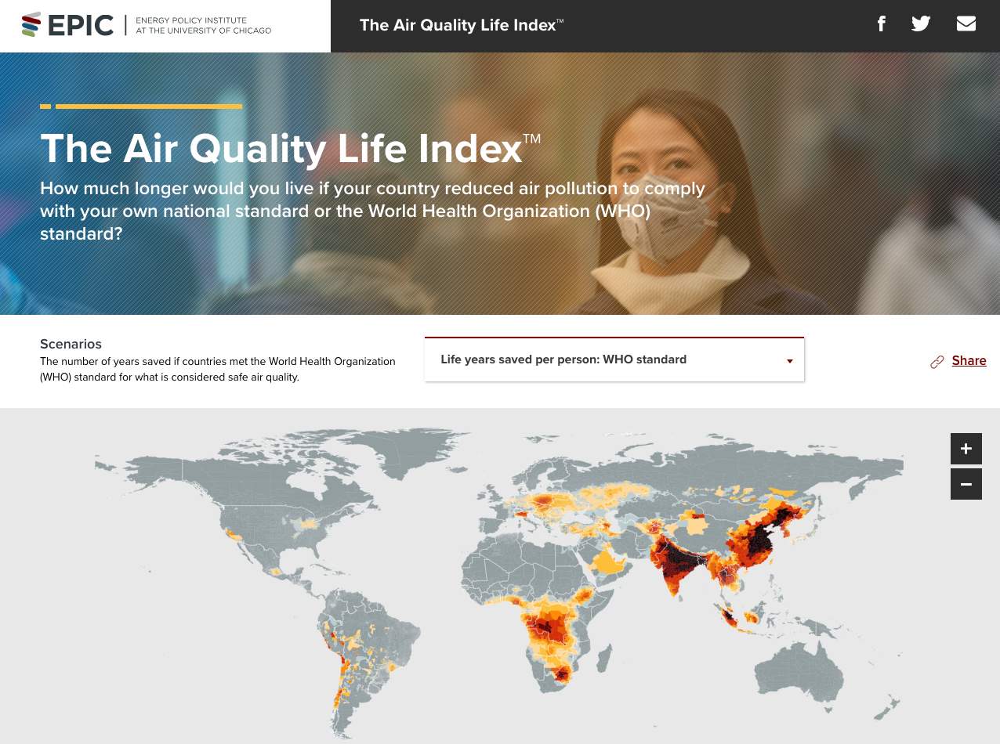 EPIC
ENERGY POLICY INSTITUTE
AT THE UNIVERSITY OF CHICAGO
The Air Quality Life Index™
The Air Quality Life Index™
How much longer would you live if your country reduced air pollution to comply
with your own national standard or the World Health Organization (WHO)
standard?
Scenarios
The number of years saved if countries met the World Health Organization
(WHO) standard for what is considered safe air quality.
Life years saved per person: WHO standard
Share
+
−